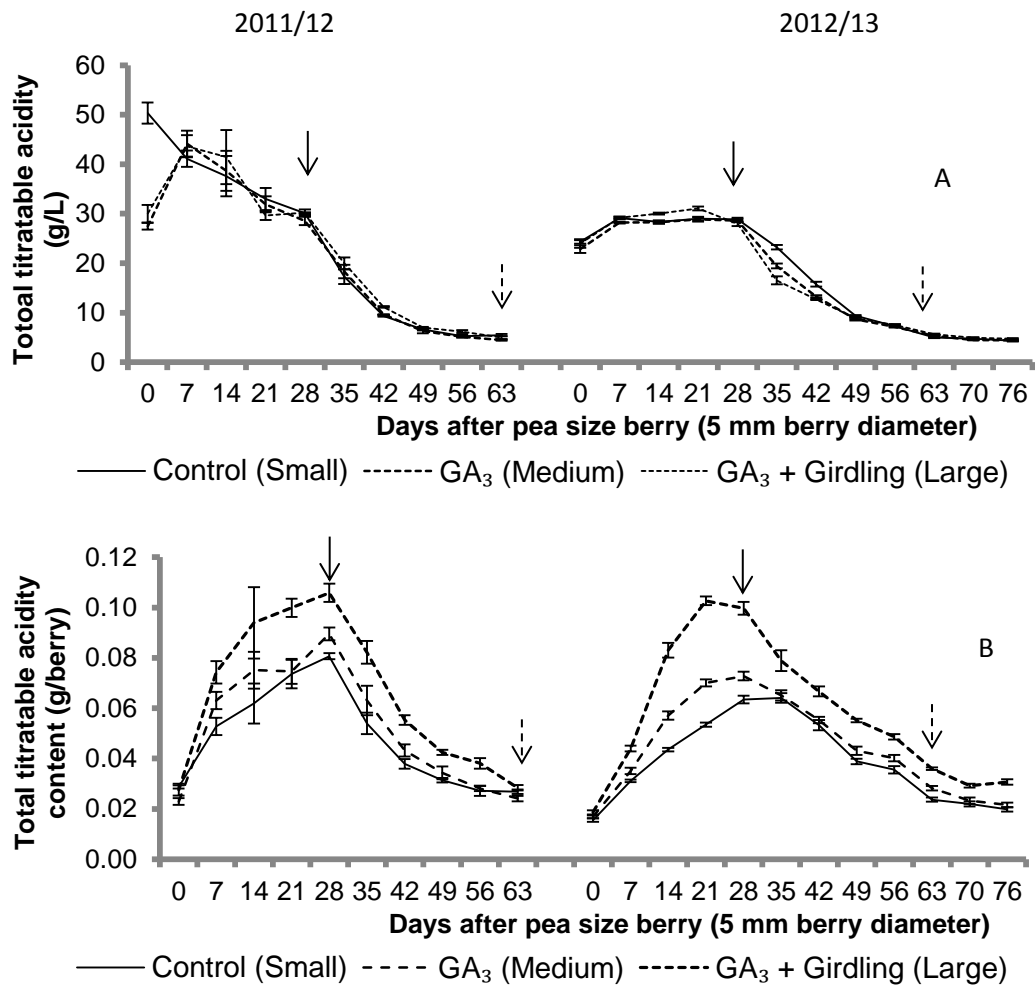 2011/12 2012/13
60
50
40
30
20
10
0
Totoal titratable acidity
(g/L)
A
0 7 14 21 28 35 42 49 56 63 0 7 14 21 28 35 42 49 56 63 70 76
Days after pea size berry (5 mm berry diameter)
Control (Small) GA₃ (Medium) GA₃ + Girdling (Large)
0.12
0.10
0.08
0.06
0.04
0.02
0.00
Total titratable acidity
content (g/berry)
B
0 7 14 21 28 35 42 49 56 63 0 7 14 21 28 35 42 49 56 63 70 76
Days after pea size berry (5 mm berry diameter)
Control (Small) GA₃ (Medium) GA₃ + Girdling (Large)